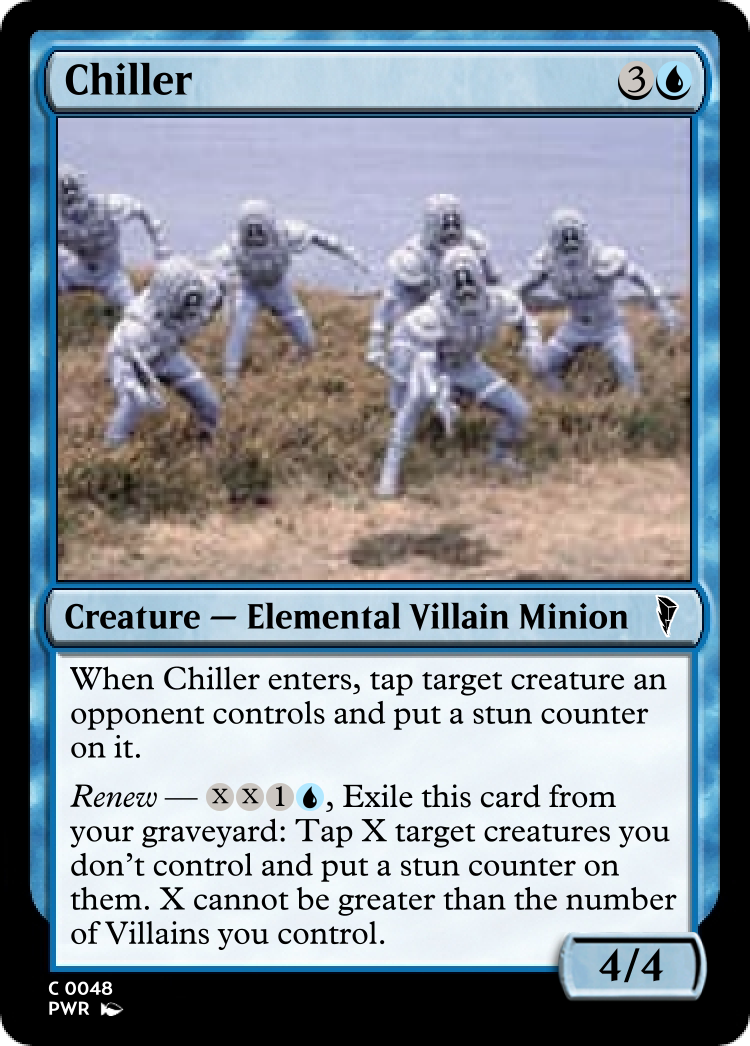 Chiller
3
Creature — Elemental Villain Minion
When Chiller enters, tap target creature an
opponent controls and put a stun counter
on it.
Renew — X X 1 , Exile this card from
your graveyard: Tap X target creatures you
don't control and put a stun counter on
them. X cannot be greater than the number
of Villains you control.
4/4
C 0048
PWR